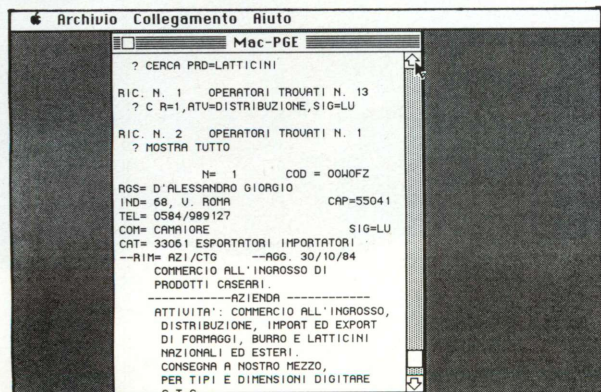 Archivio Collegamento Aiuto
Mac-PGE
? CERCA PRD=LATTICINI
RIC. N. 1 OPERATORI TROVATI N. 13
? C R=1,ATV=DISTRIBUZIONE,SIG=LU
RIC. N. 2 OPERATORI TROVATI N. 1
? MOSTRA TUTTO
N= 1 COD = 00WOFZ
RGS= D'ALESSANDRO GIORGIO
IND= 68, V. ROMA CAP=55041
TEL= 0584/989127
COM= CAMAIORE SIG=LU
CAT= 33061 ESPORTATORI IMPORTATORI
--RIM= AZI/CTG --AGG. 30/10/84
COMMERCIO ALL'INGROSSO DI
PRODOTTI CASEARI.
------------AZIENDA ------------
ATTIVITA': COMMERCIO ALL'INGROSSO,
DISTRIBUZIONE, IMPORT ED EXPORT
DI FORMAGGI, BURRO E LATTICINI
NAZIONALI ED ESTERI.
CONSEGNA A NOSTRO MEZZO,
PER TIPI E DIMENSIONI DIGITARE